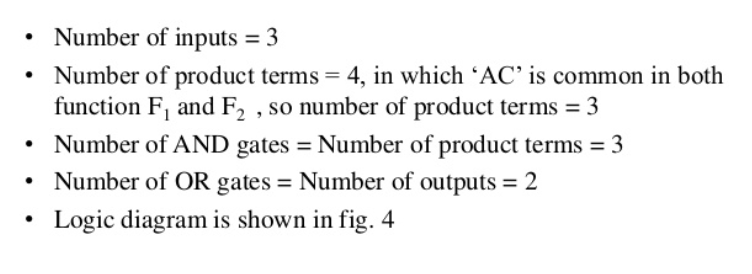 • Number of inputs = 3
• Number of product terms = 4, in which ‘AC’ is common in both
function F₁ and F₂ , so number of product terms = 3
• Number of AND gates = Number of product terms = 3
• Number of OR gates = Number of outputs = 2
• Logic diagram is shown in fig. 4